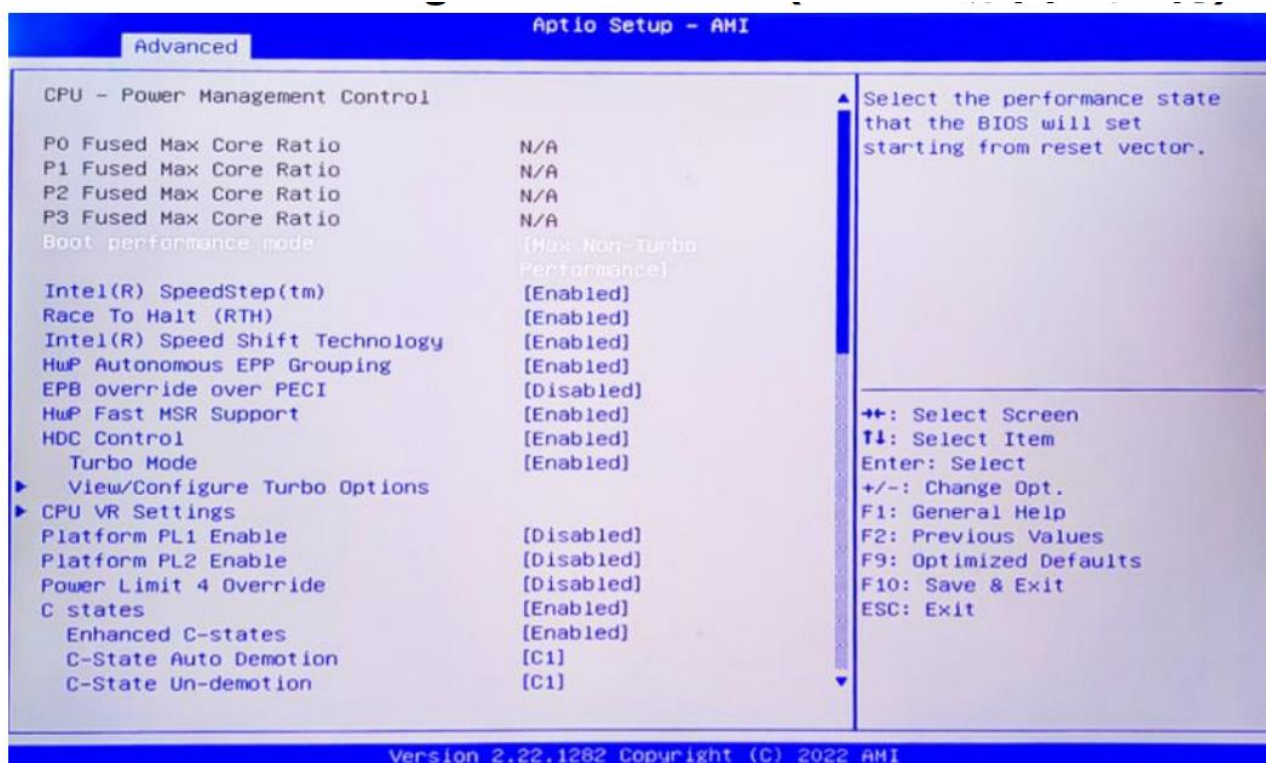 Aptio Setup – AMI
Advanced
CPU – Power Management Control
P0 Fused Max Core Ratio N/A
P1 Fused Max Core Ratio N/A
P2 Fused Max Core Ratio N/A
P3 Fused Max Core Ratio N/A
Boot performance mode [Max Non-Turbo
Performance]
Intel(R) SpeedStep(tm) [Enabled]
Race To Halt (RTH) [Enabled]
Intel(R) Speed Shift Technology [Enabled]
HwP Autonomous EPP Grouping [Enabled]
EPB override over PECI [Disabled]
HwP Fast MSR Support [Enabled]
HDC Control [Enabled]
Turbo Mode [Enabled]
View/Configure Turbo Options
CPU VR Settings
Platform PL1 Enable [Disabled]
Platform PL2 Enable [Disabled]
Power Limit 4 Override [Disabled]
C states [Enabled]
Enhanced C-states [Enabled]
C-State Auto Demotion [C1]
C-State Un-demotion [C1]
Select the performance state
that the BIOS will set
starting from reset vector.
→←: Select Screen
↑↓: Select Item
Enter: Select
+/-: Change Opt.
F1: General Help
F2: Previous Values
F9: Optimized Defaults
F10: Save & Exit
ESC: Exit
Version 2.22.1282 Copyright (C) 2022 AMI